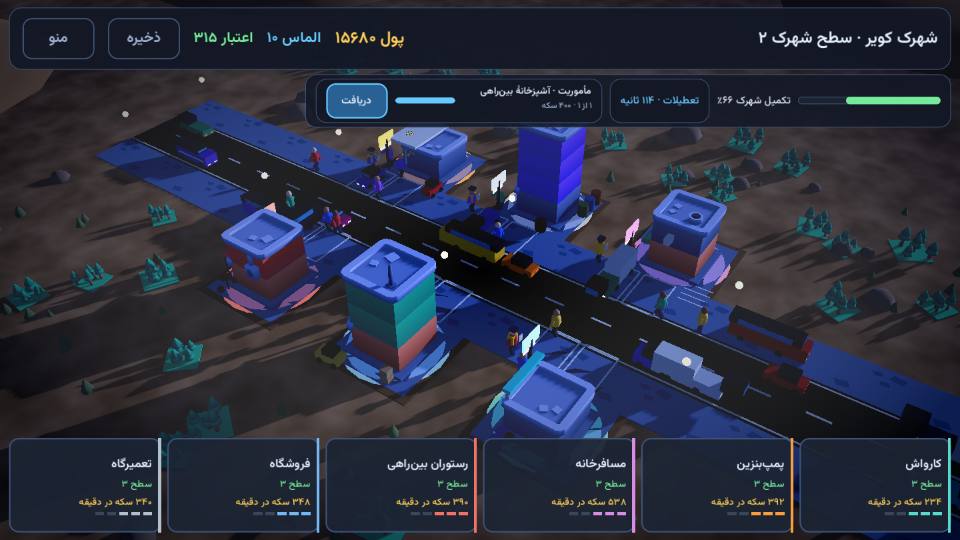 شهرک کویر · سطح شهرک ۲
پول ۱۵۶۸۰
الماس ۱۰
اعتبار ۳۱۵
ذخیره
منو
تکمیل شهرک ۶۶٪
تعطیلات · ۱۱۴ ثانیه
مأموریت · آشپزخانهٔ بین‌راهی
۱ از ۱ · ۴۰۰ سکه
دریافت
کارواش
سطح ۳
۲۳۴ سکه در دقیقه
پمپ‌بنزین
سطح ۳
۳۹۲ سکه در دقیقه
مسافرخانه
سطح ۳
۵۳۸ سکه در دقیقه
رستوران بین‌راهی
سطح ۳
۳۹۰ سکه در دقیقه
فروشگاه
سطح ۳
۳۴۸ سکه در دقیقه
تعمیرگاه
سطح ۳
۳۴۰ سکه در دقیقه